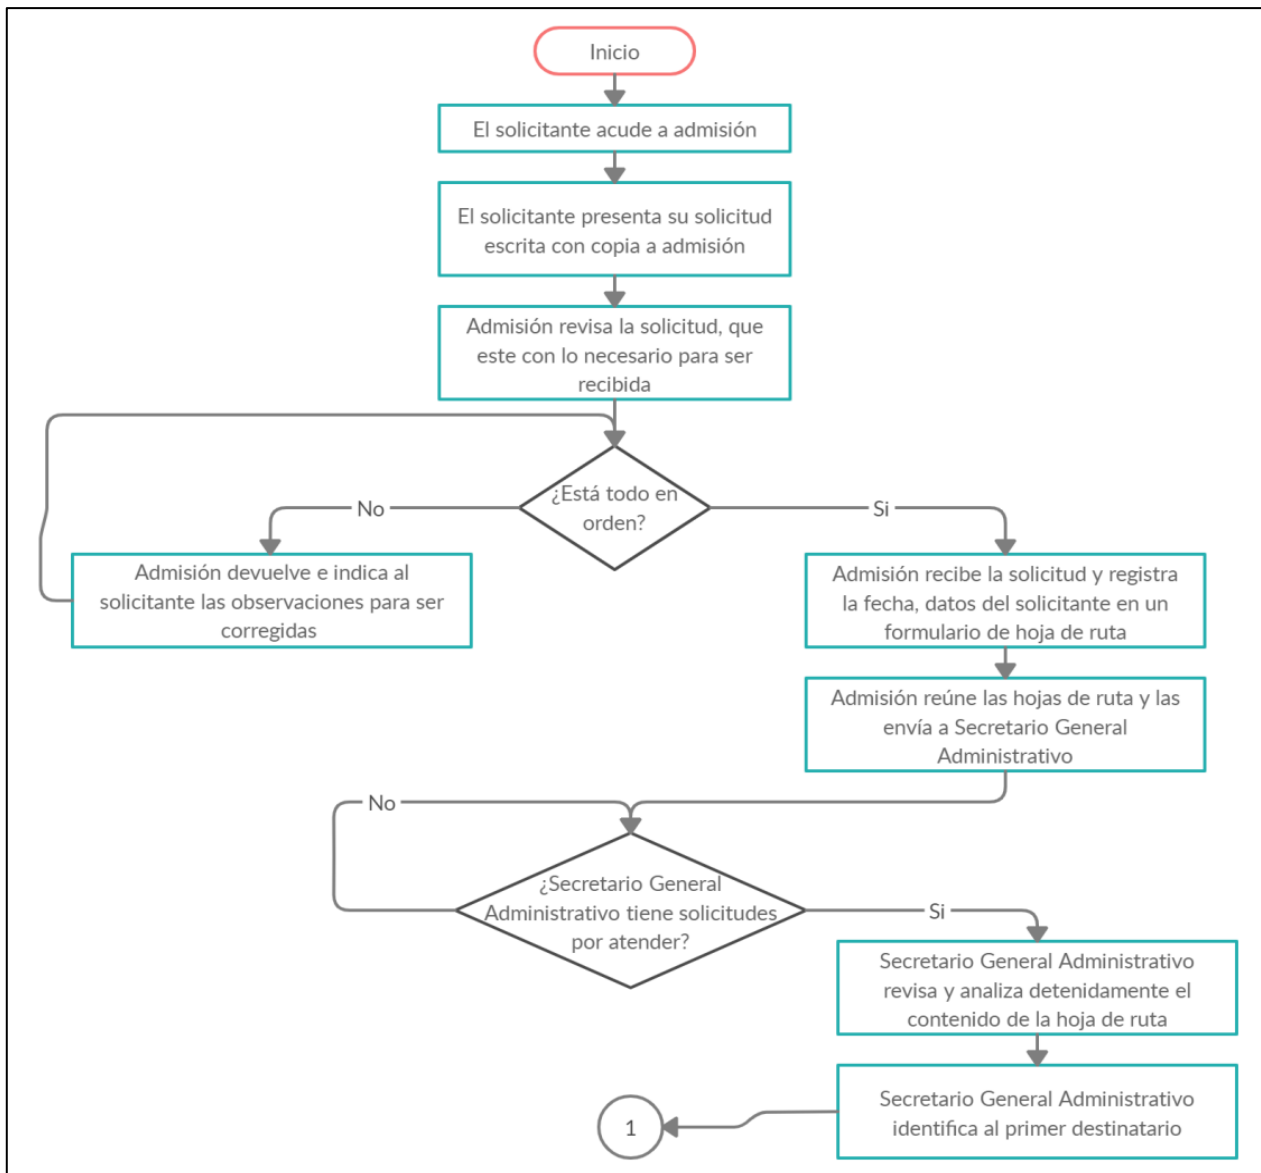 Inicio
El solicitante acude a admisión
El solicitante presenta su solicitud
escrita con copia a admisión
Admisión revisa la solicitud, que
este con lo necesario para ser
recibida
¿Está todo en
orden?
No
Si
Admisión devuelve e indica al
solicitante las observaciones para ser
corregidas
Admisión recibe la solicitud y registra
la fecha, datos del solicitante en un
formulario de hoja de ruta
Admisión reúne las hojas de ruta y las
envía a Secretario General
Administrativo
No
¿Secretario General
Administrativo tiene solicitudes
por atender?
Si
Secretario General Administrativo
revisa y analiza detenidamente el
contenido de la hoja de ruta
Secretario General Administrativo
identifica al primer destinatario
1